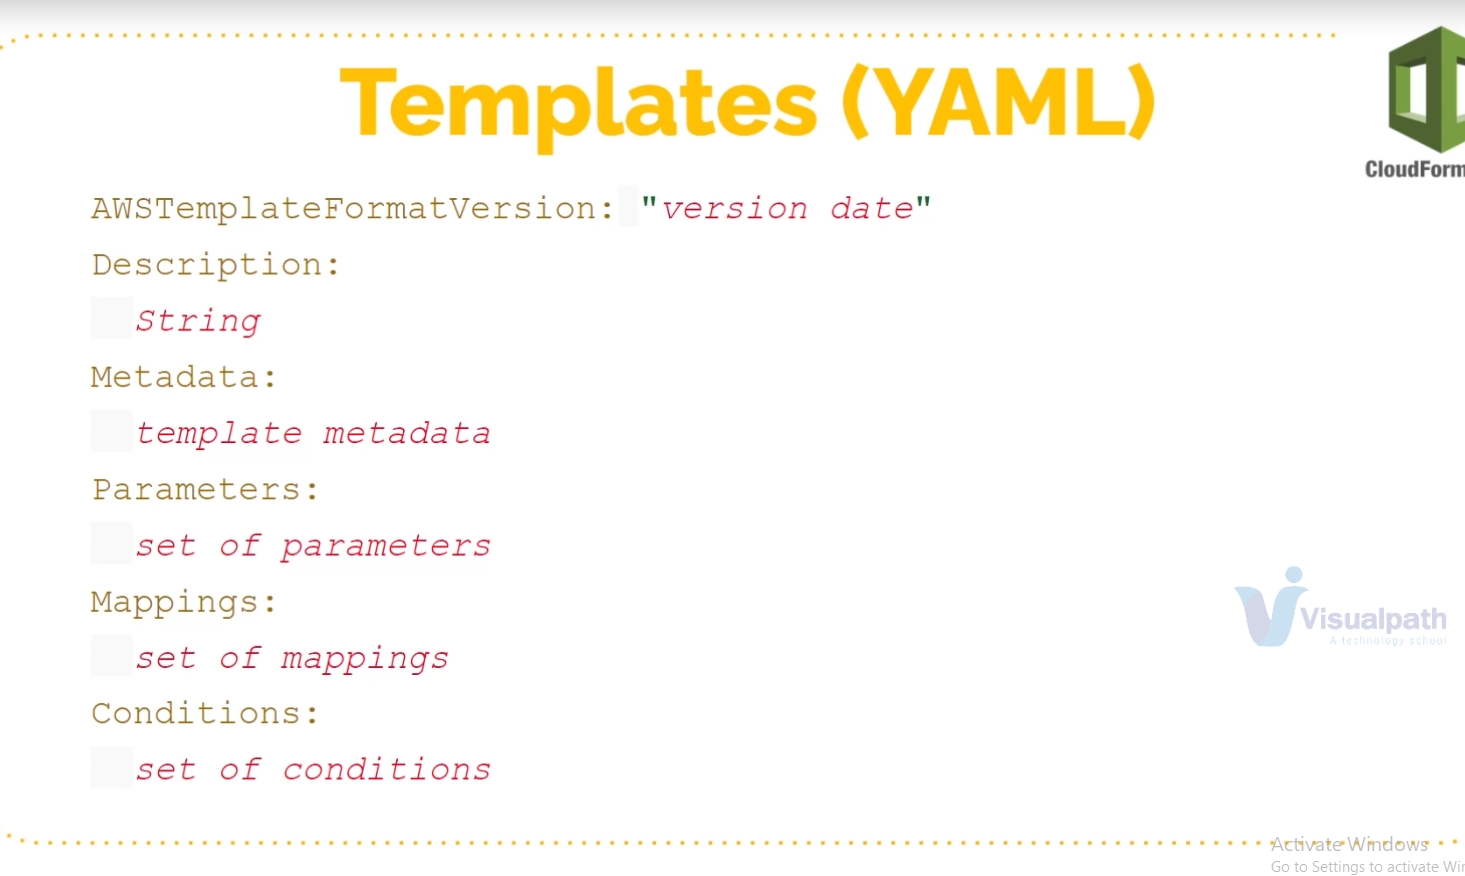 Templates (YAML)
CloudForm
AWSTemplateFormatVersion: "version date"
Description:
String
Metadata:
template metadata
Parameters:
set of parameters
Mappings:
set of mappings
Conditions:
set of conditions
Visualpath
A technology school
Activate Windows
Go to Settings to activate Wi